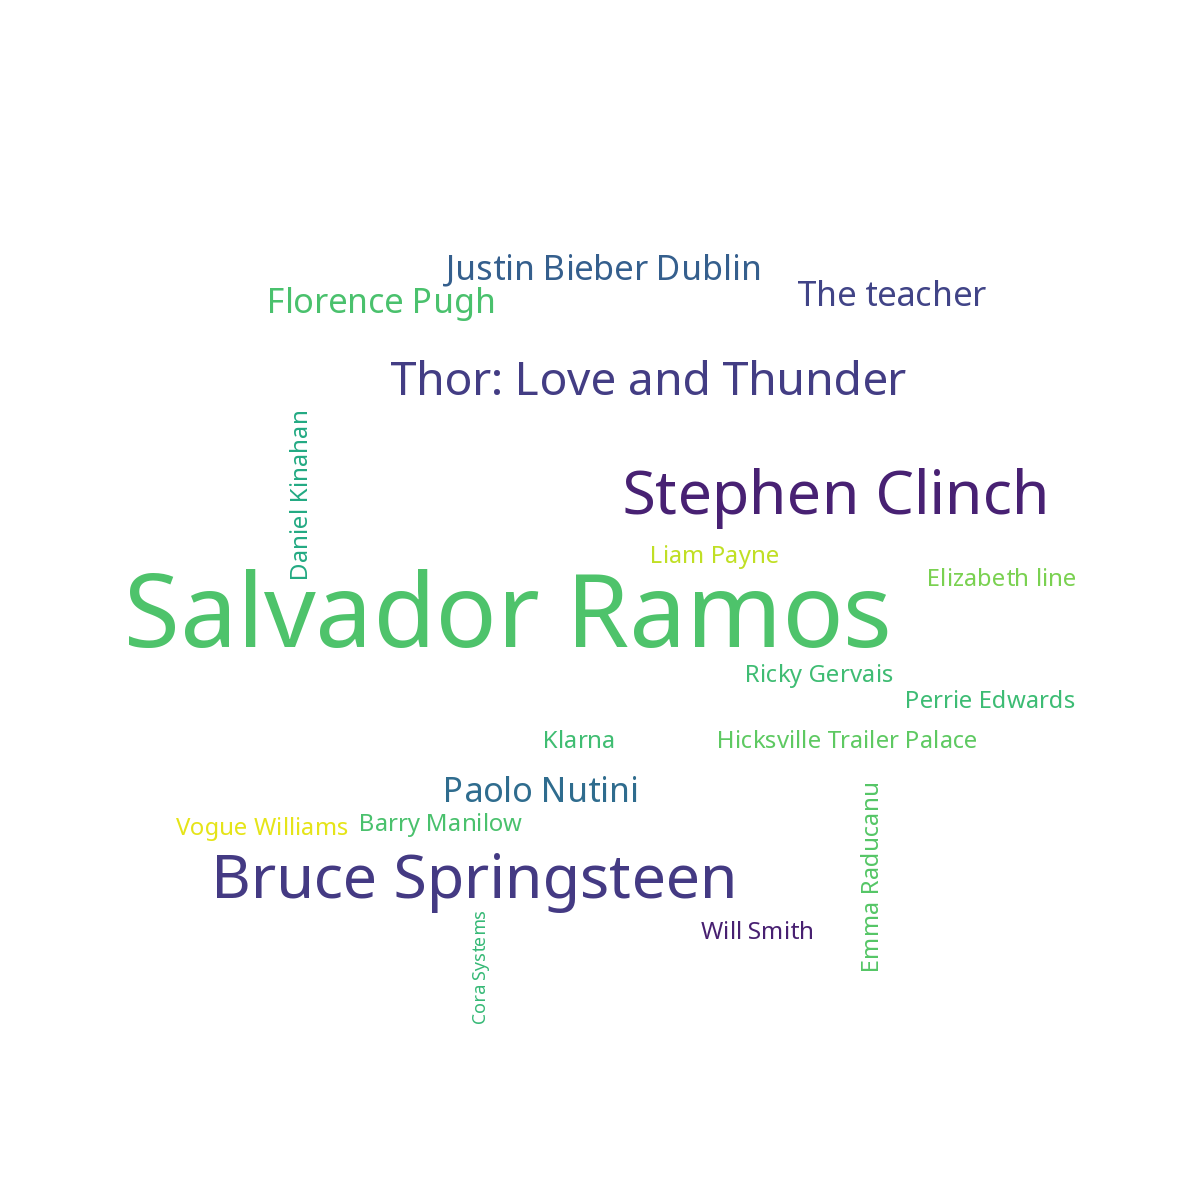 Justin Bieber Dublin
Florence Pugh
The teacher
Thor: Love and Thunder
Daniel Kinahan
Stephen Clinch
Liam Payne
Elizabeth line
Salvador Ramos
Ricky Gervais
Perrie Edwards
Klarna
Hicksville Trailer Palace
Paolo Nutini
Vogue Williams
Barry Manilow
Emma Raducanu
Bruce Springsteen
Will Smith
Cora Systems